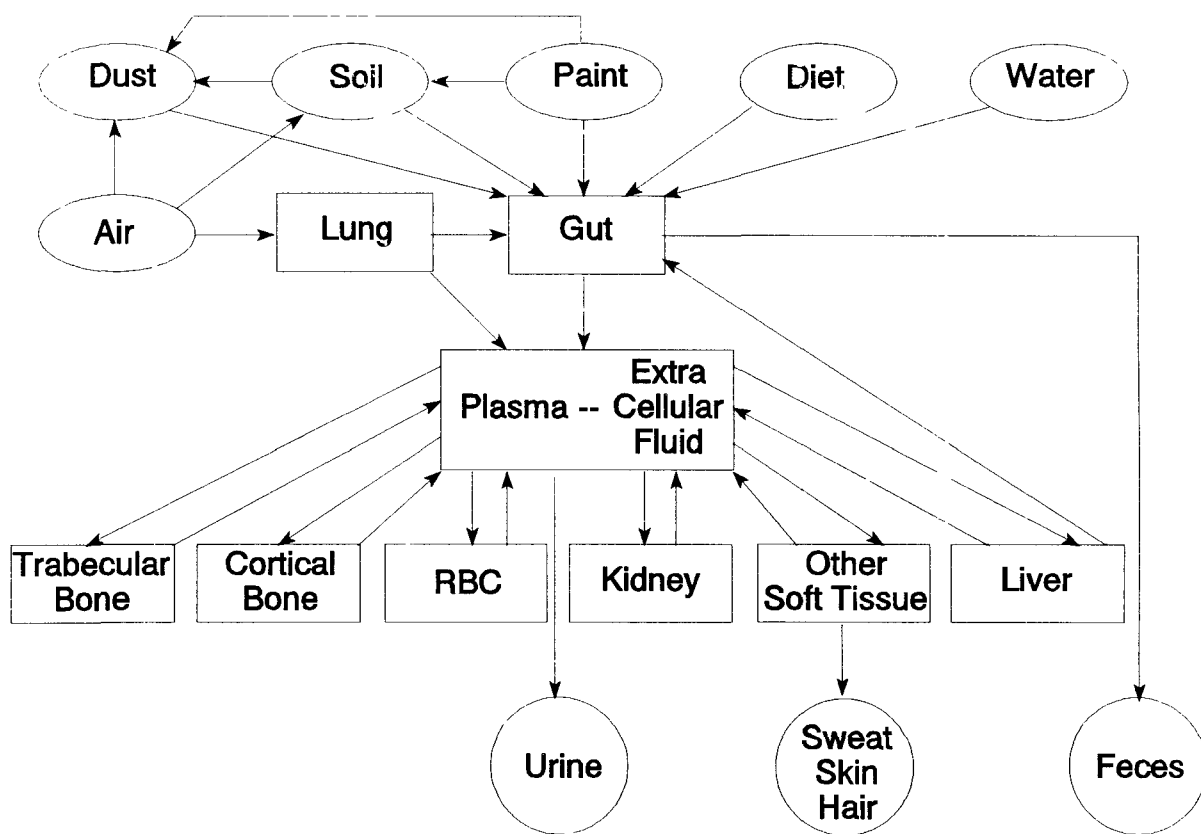 Dust
Soil
Paint
Diet
Water
Air
Lung
Gut
Plasma -- Extra
Cellular
Fluid
Trabecular
Bone
Cortical
Bone
RBC
Kidney
Other
Soft Tissue
Liver
Urine
Sweat
Skin
Hair
Feces